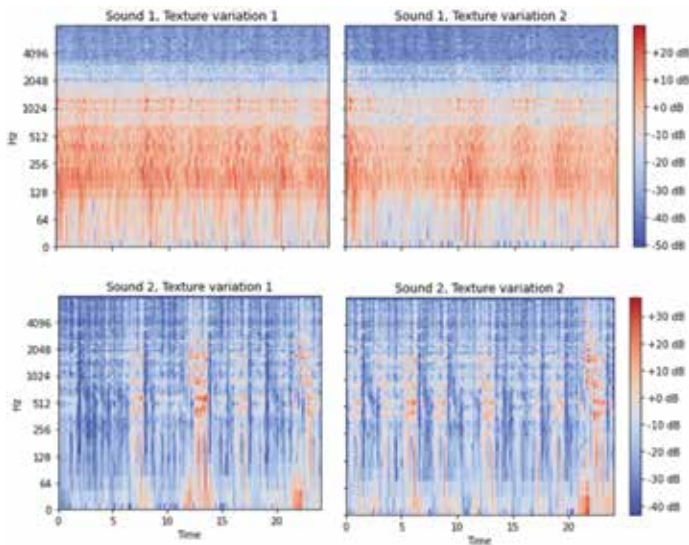 Sound 1, Texture variation 1
Sound 1, Texture variation 2
4096
2048
1024
512
256
128
64
0
Hz
+20 dB
+10 dB
+0 dB
-10 dB
-20 dB
-30 dB
-40 dB
-50 dB
Sound 2, Texture variation 1
Sound 2, Texture variation 2
4096
2048
1024
512
256
128
64
0
Hz
0
5
10
15
20
Time
0
5
10
15
20
Time
+30 dB
+20 dB
+10 dB
+0 dB
-10 dB
-20 dB
-30 dB
-40 dB